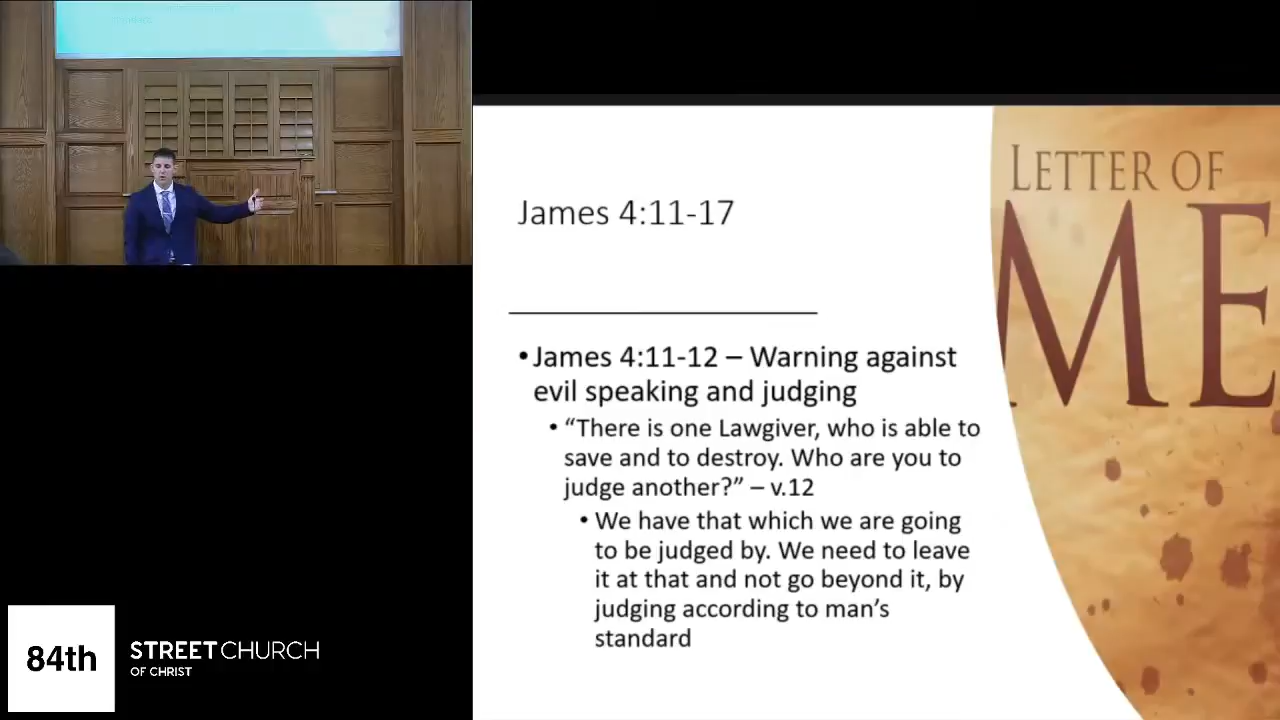 James 4:11-17
• James 4:11-12 – Warning against
evil speaking and judging
• “There is one Lawgiver, who is able to
save and to destroy. Who are you to
judge another?” – v.12
• We have that which we are going
to be judged by. We need to leave
it at that and not go beyond it, by
judging according to man’s
standard
LETTER OF
ME
84th
STREET CHURCH
OF CHRIST